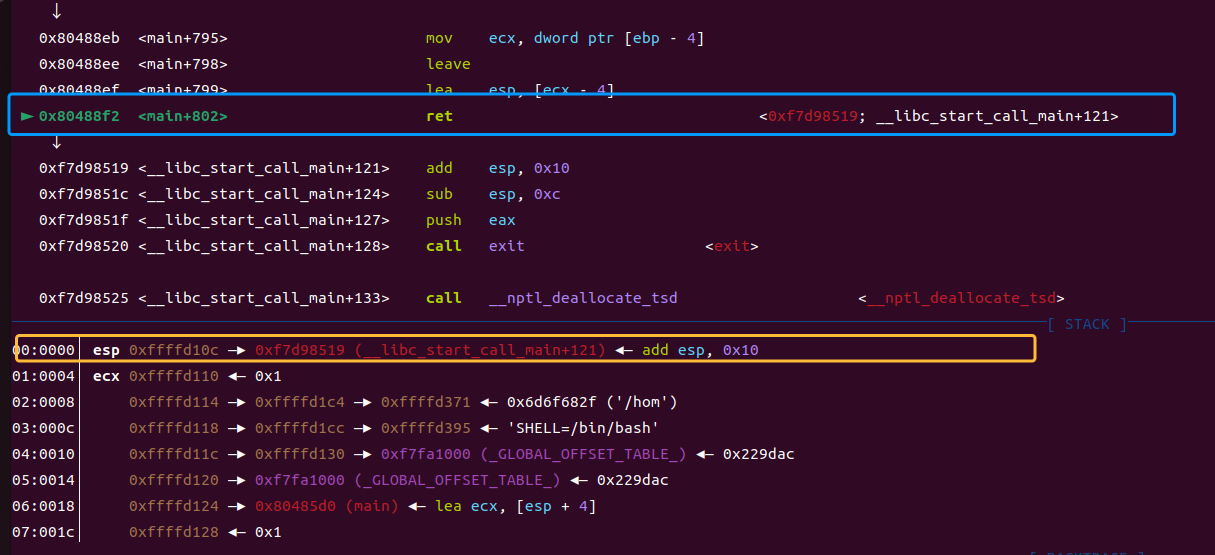 ↓
0x80488eb <main+795> mov ecx, dword ptr [ebp - 4]
0x80488ee <main+798> leave
0x80488ef <main+799> lea esp, [ecx - 4]
► 0x80488f2 <main+802> ret <0xf7d98519; __libc_start_call_main+121>
↓
0xf7d98519 <__libc_start_call_main+121> add esp, 0x10
0xf7d9851c <__libc_start_call_main+124> sub esp, 0xc
0xf7d9851f <__libc_start_call_main+127> push eax
0xf7d98520 <__libc_start_call_main+128> call exit <exit>
0xf7d98525 <__libc_start_call_main+133> call __nptl_deallocate_tsd <__nptl_deallocate_tsd>
[ STACK ]
00:0000│ esp 0xffffd10c —▸ 0xf7d98519 (__libc_start_call_main+121) ◂— add esp, 0x10
01:0004│ ecx 0xffffd110 ◂— 0x1
02:0008│ 0xffffd114 —▸ 0xffffd1c4 —▸ 0xffffd371 ◂— 0x6d6f682f ('/hom')
03:000c│ 0xffffd118 —▸ 0xffffd1cc —▸ 0xffffd395 ◂— 'SHELL=/bin/bash'
04:0010│ 0xffffd11c —▸ 0xffffd130 —▸ 0xf7fa1000 (_GLOBAL_OFFSET_TABLE_) ◂— 0x229dac
05:0014│ 0xffffd120 —▸ 0xf7fa1000 (_GLOBAL_OFFSET_TABLE_) ◂— 0x229dac
06:0018│ 0xffffd124 —▸ 0x80485d0 (main) ◂— lea ecx, [esp + 4]
07:001c│ 0xffffd128 ◂— 0x1
[ BACKTRACE ]